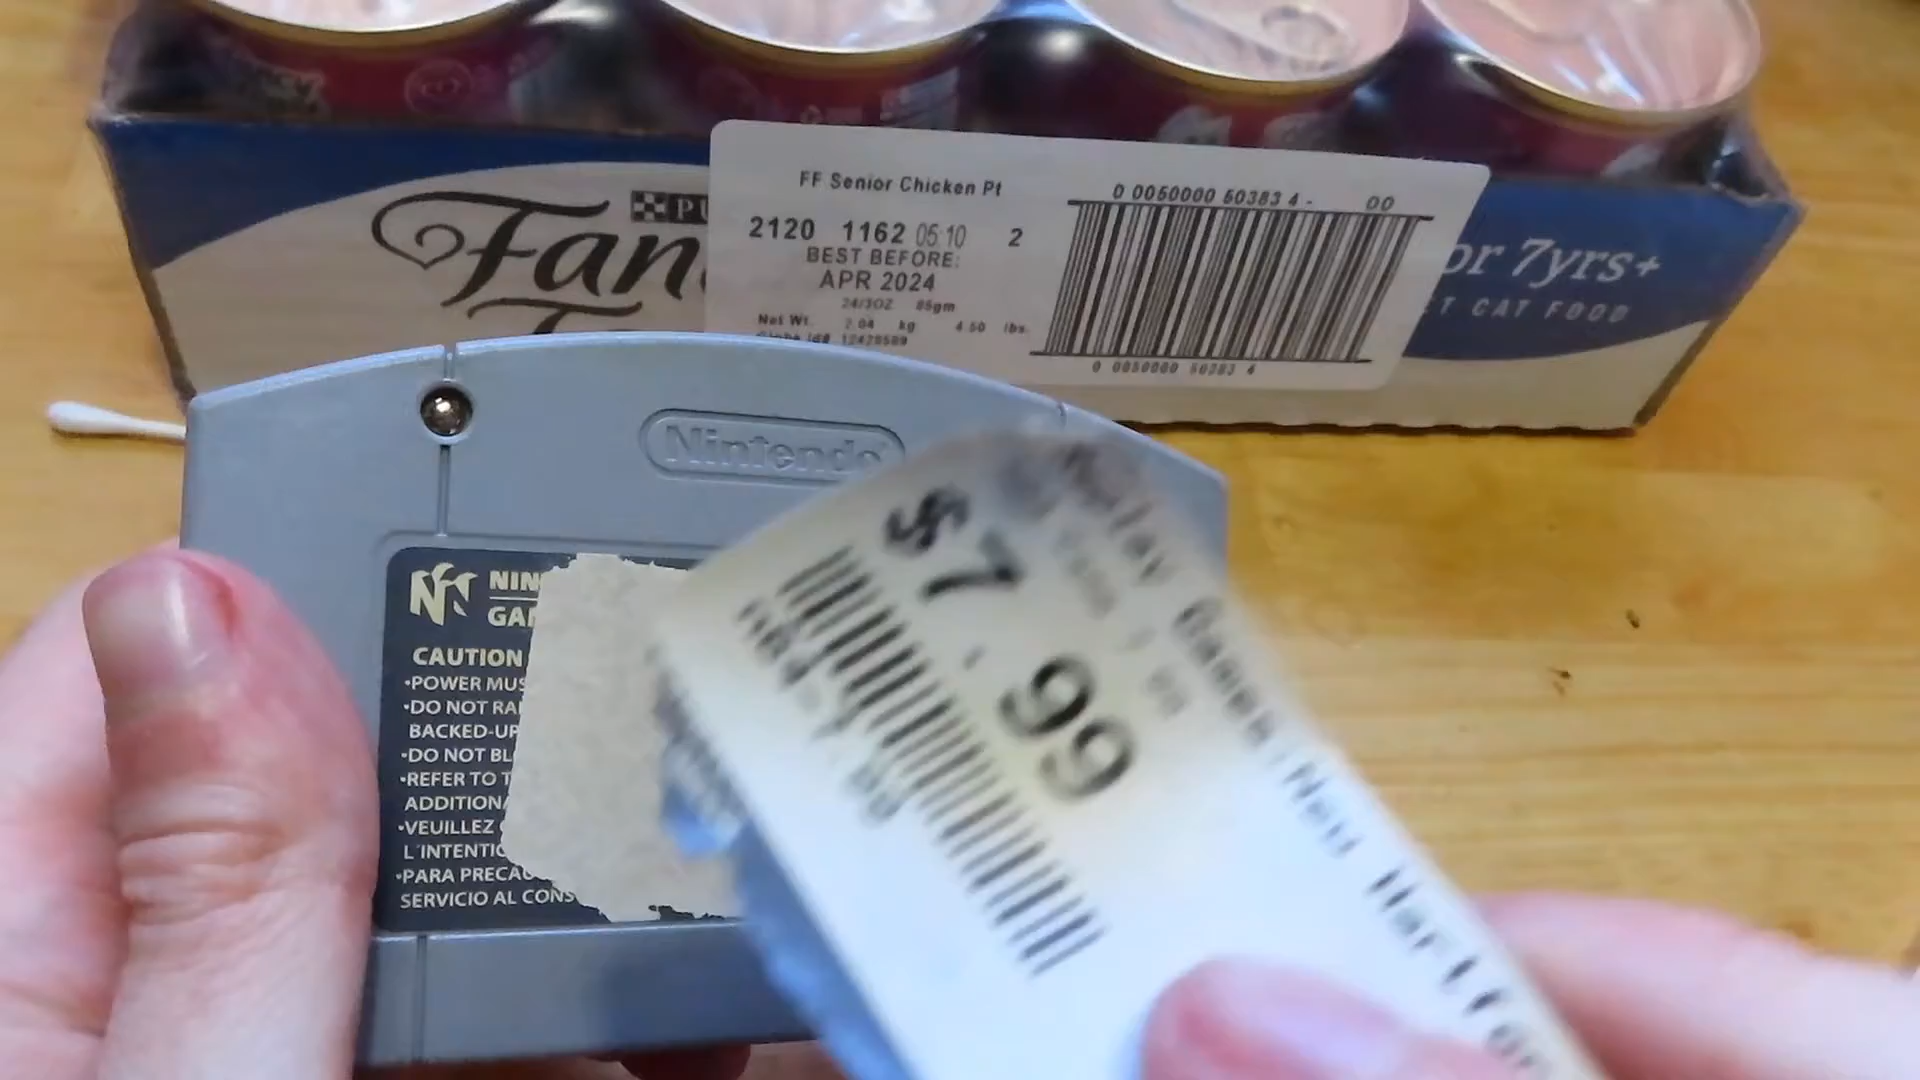 FF Senior Chicken Pt
0 0050000 50383 4 - 00
2120 1162 05:10 2
BEST BEFORE:
APR 2024
24/3OZ 85gm
Net Wt. 2.04 kg 4.50 lbs.
12428589
0 0050000 50383 4
Fan
or 7yrs+
CAT FOOD
Nintendo
NIN
GA
CAUTION
•POWER MUS
•DO NOT RA
BACKED-UP
•DO NOT BL
•REFER TO T
ADDITIONA
•VEUILLEZ
L'INTENTIO
•PARA PRECAU
SERVICIO AL CONS
$7.99
Games